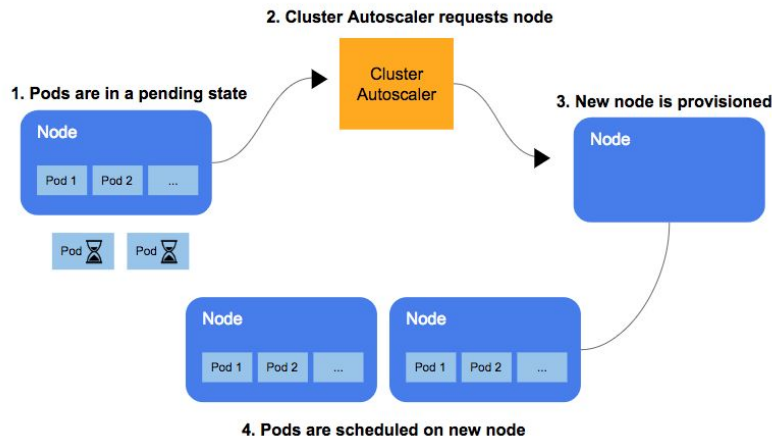 2. Cluster Autoscaler requests node
Cluster
Autoscaler
1. Pods are in a pending state
Node
Pod 1
Pod 2
...
Pod
Pod
3. New node is provisioned
Node
Node
Pod 1
Pod 2
...
Node
Pod 1
Pod 2
...
4. Pods are scheduled on new node